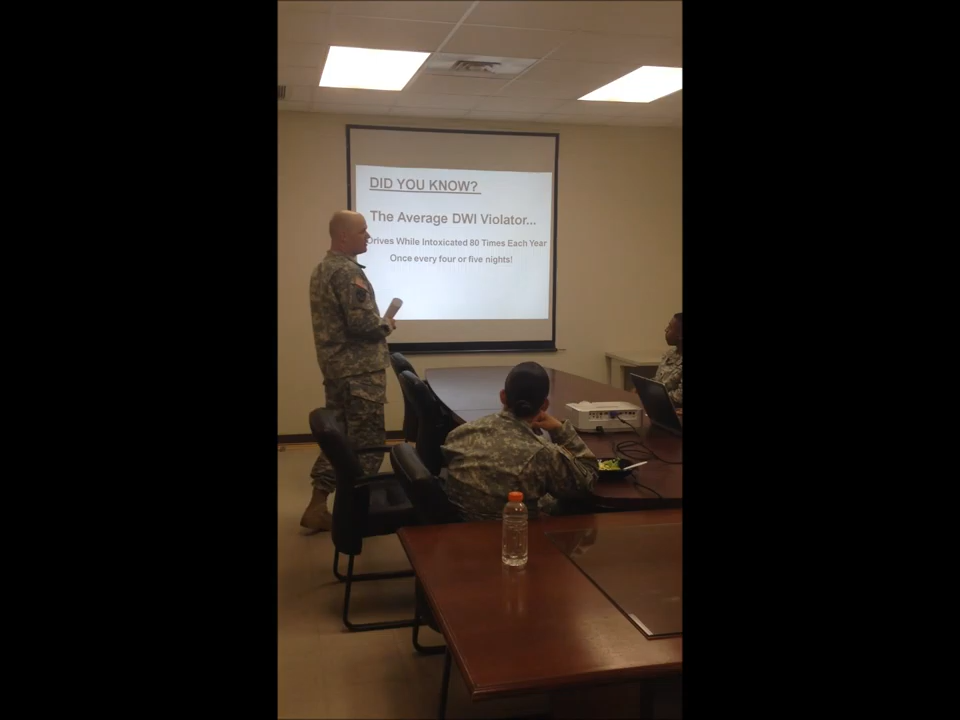 DID YOU KNOW?
The Average DWI Violator...
Drives While Intoxicated 80 Times Each Year
Once every four or five nights!